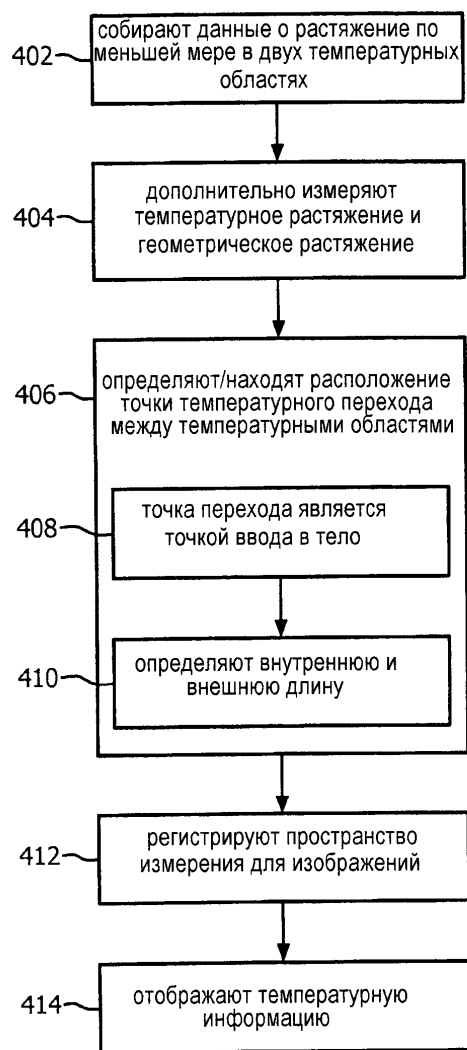 402
собирают данные о растяжение по
меньшей мере в двух температурных
областях
404
дополнительно измеряют
температурное растяжение и
геометрическое растяжение
406
определяют/находят расположение
точки температурного перехода
между температурными областями
408
точка перехода является
точкой ввода в тело
410
определяют внутреннюю и
внешнюю длину
412
регистрируют пространство
измерения для изображений
414
отображают температурную
информацию